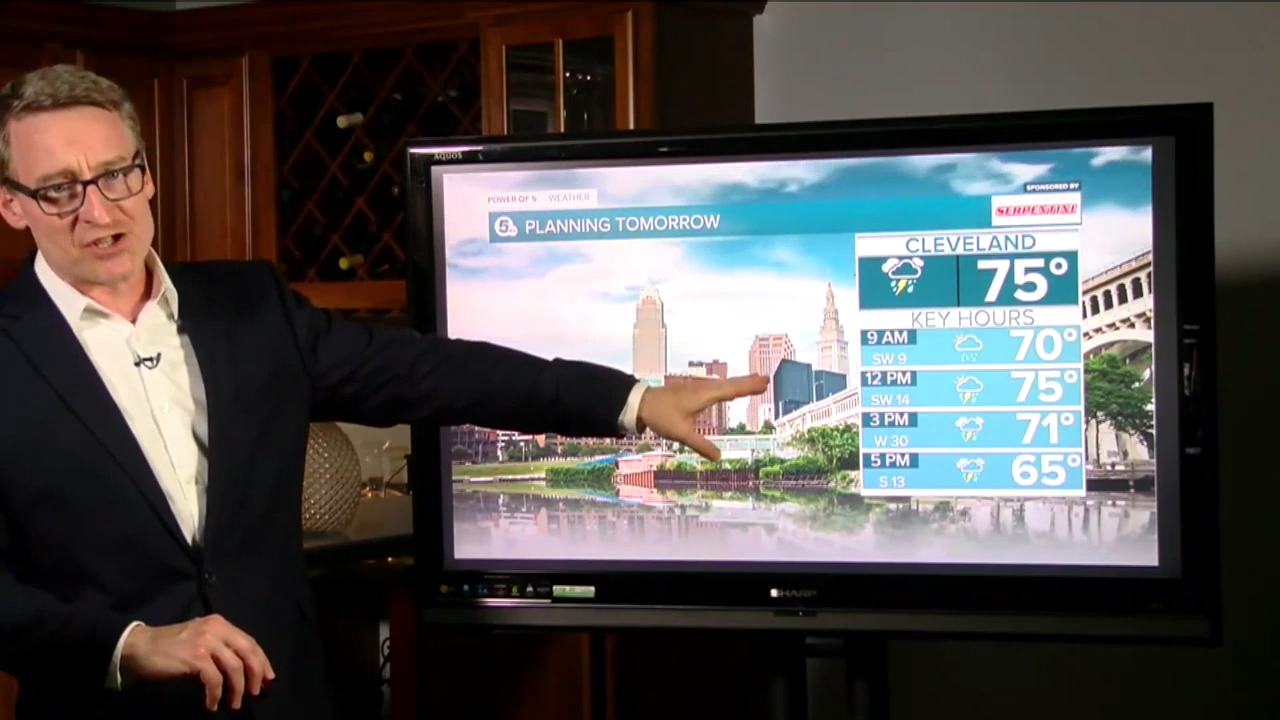 AQUOS
SPONSORED BY
SERPENTINI
POWER OF 5 WEATHER
5 PLANNING TOMORROW
CLEVELAND
75°
KEY HOURS
9 AM 70°
SW 9
12 PM 75°
SW 14
3 PM 71°
W 30
5 PM 65°
S 13
SHARP